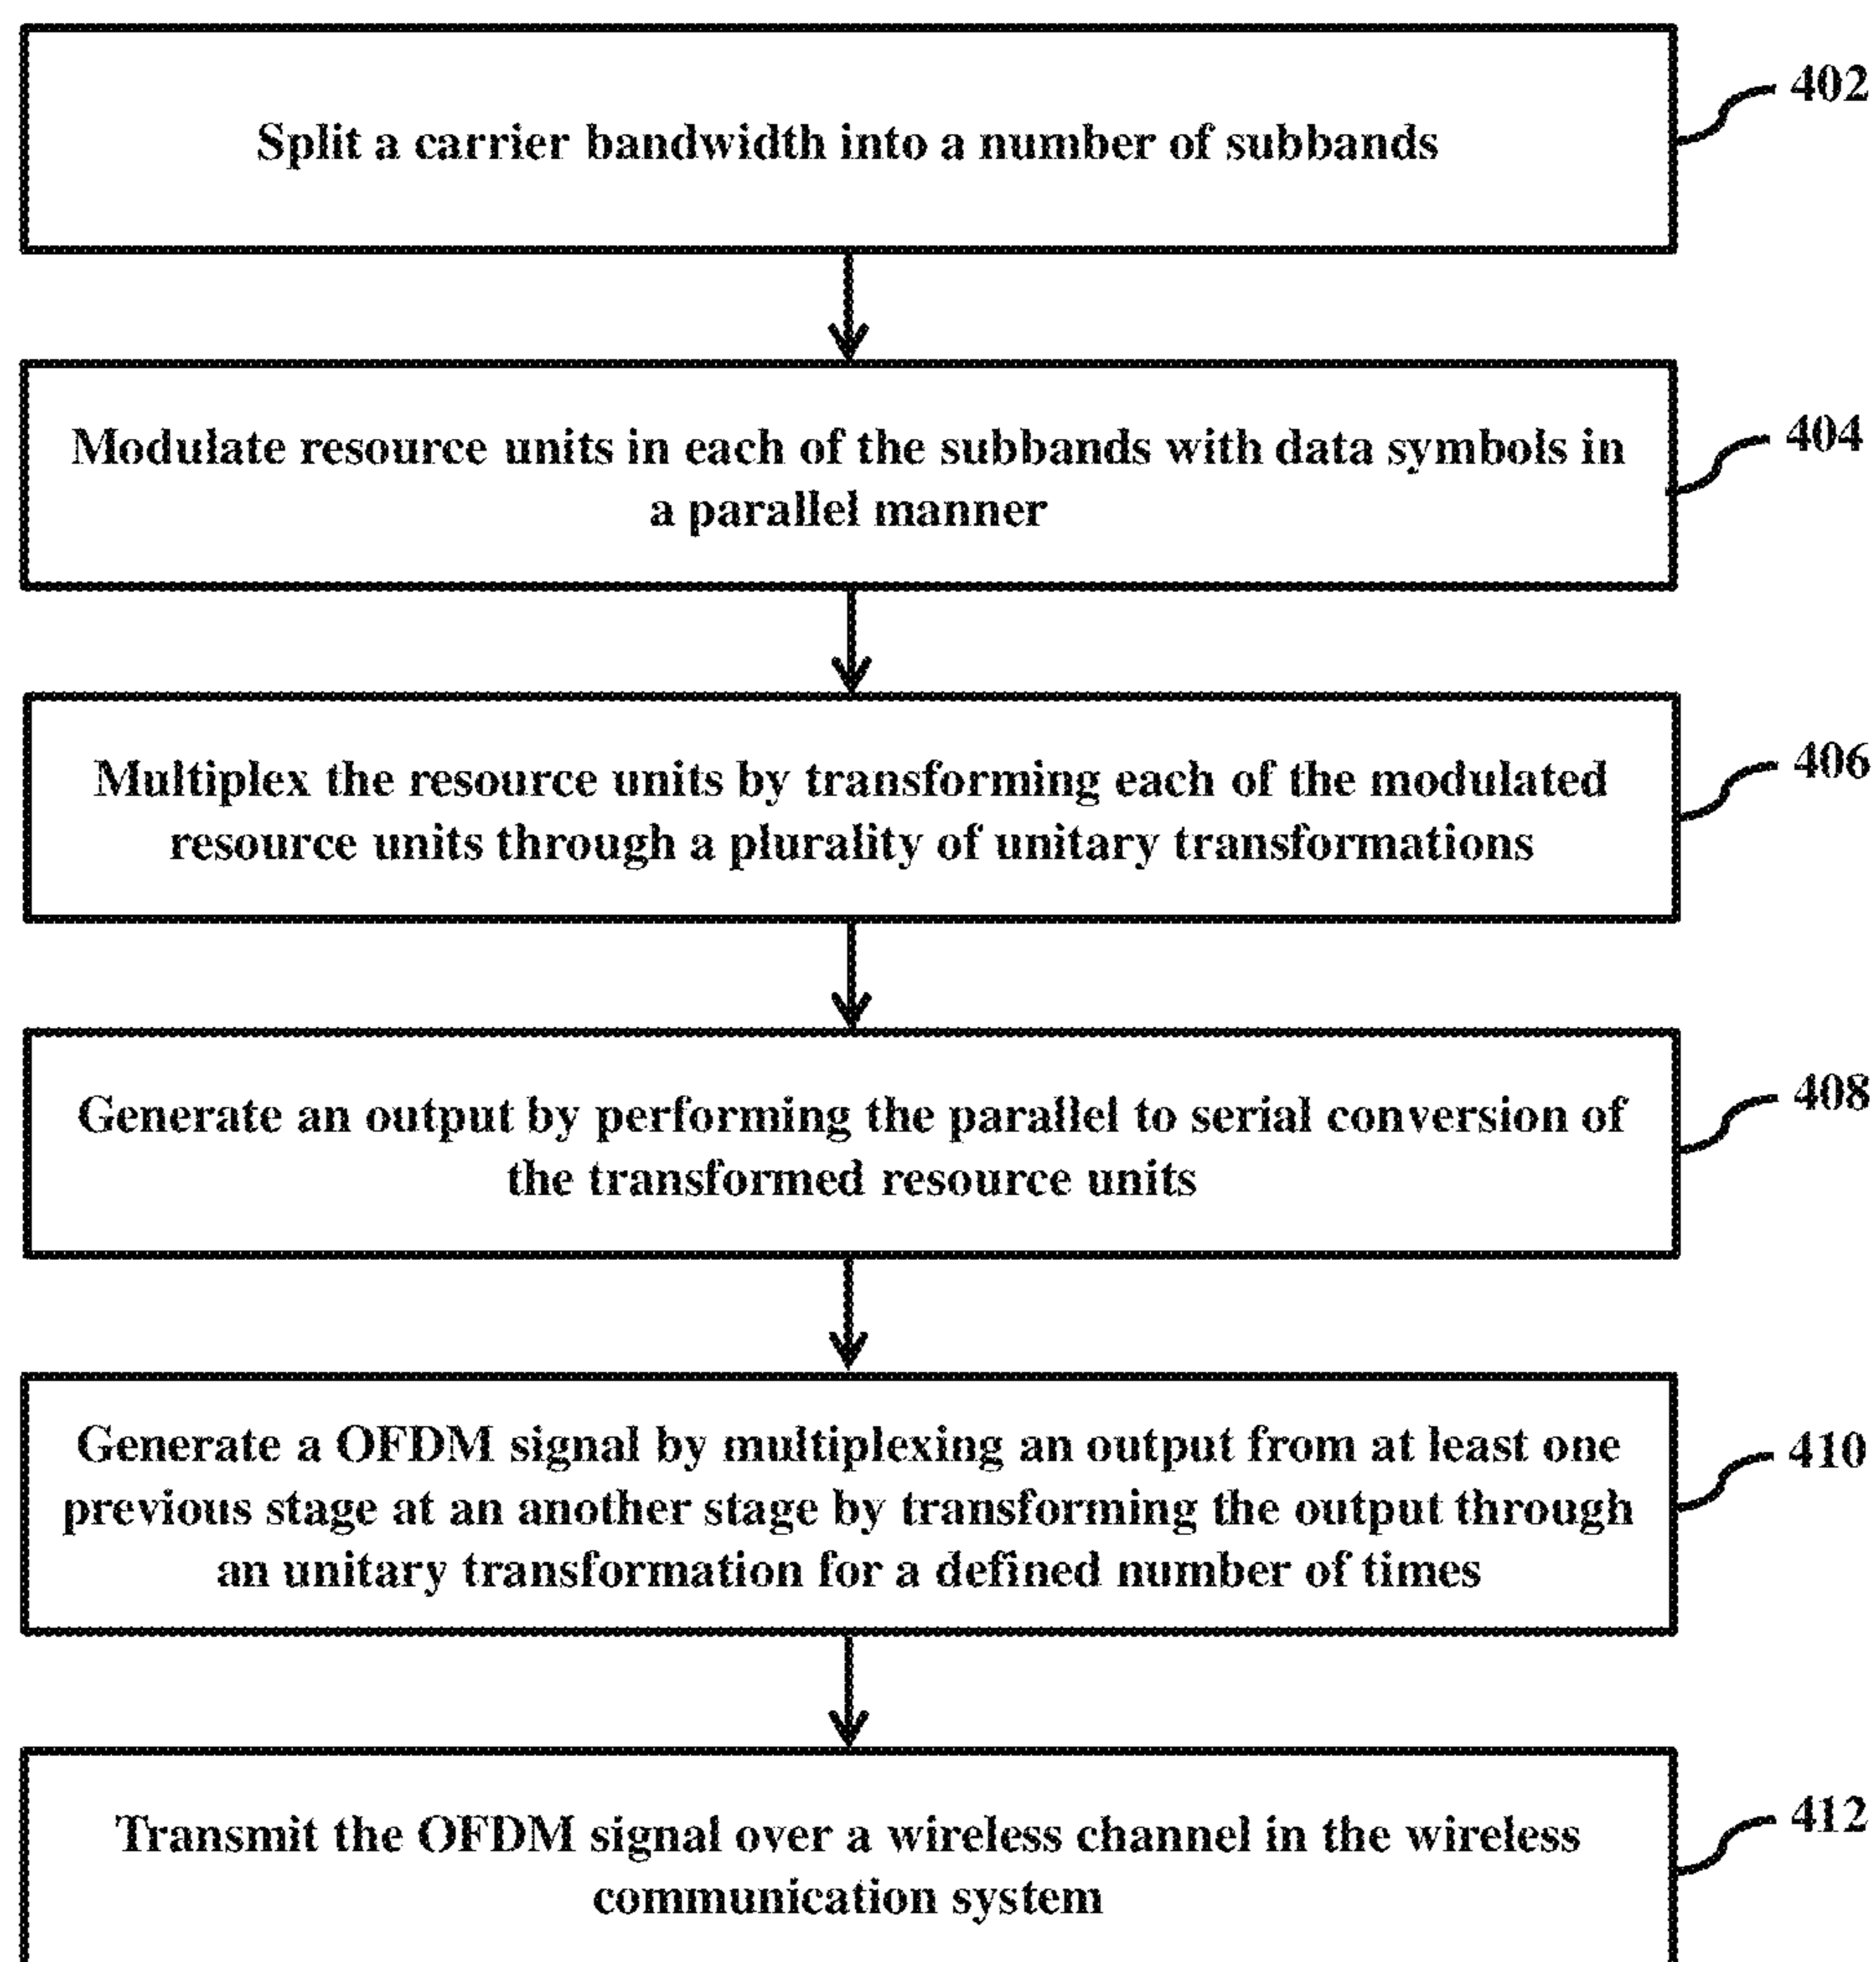 402
Split a carrier bandwidth into a number of subbands
404
Modulate resource units in each of the subbands with data symbols in
a parallel manner
406
Multiplex the resource units by transforming each of the modulated
resource units through a plurality of unitary transformations
408
Generate an output by performing the parallel to serial conversion of
the transformed resource units
410
Generate a OFDM signal by multiplexing an output from at least one
previous stage at an another stage by transforming the output through
an unitary transformation for a defined number of times
412
Transmit the OFDM signal over a wireless channel in the wireless
communication system